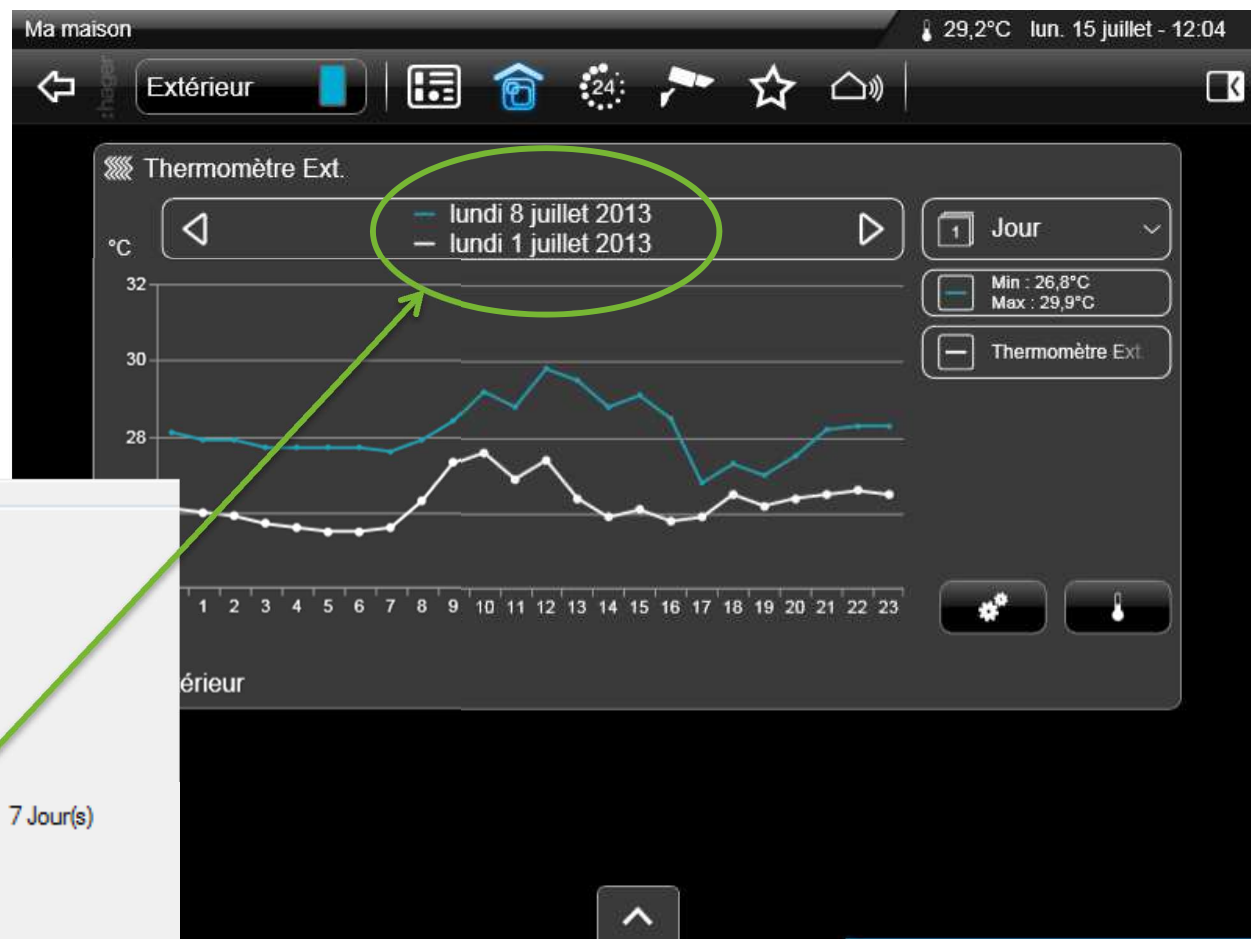 Ma maison
29,2°C lun. 15 juillet - 12:04
:hager
Extérieur
24
Thermomètre Ext.
lundi 8 juillet 2013
lundi 1 juillet 2013
1 Jour
°C
Min : 26,8°C
Max : 29,9°C
Thermomètre Ext.
32
30
28
1 2 3 4 5 6 7 8 9 10 11 12 13 14 15 16 17 18 19 20 21 22 23
érieur
7 Jour(s)